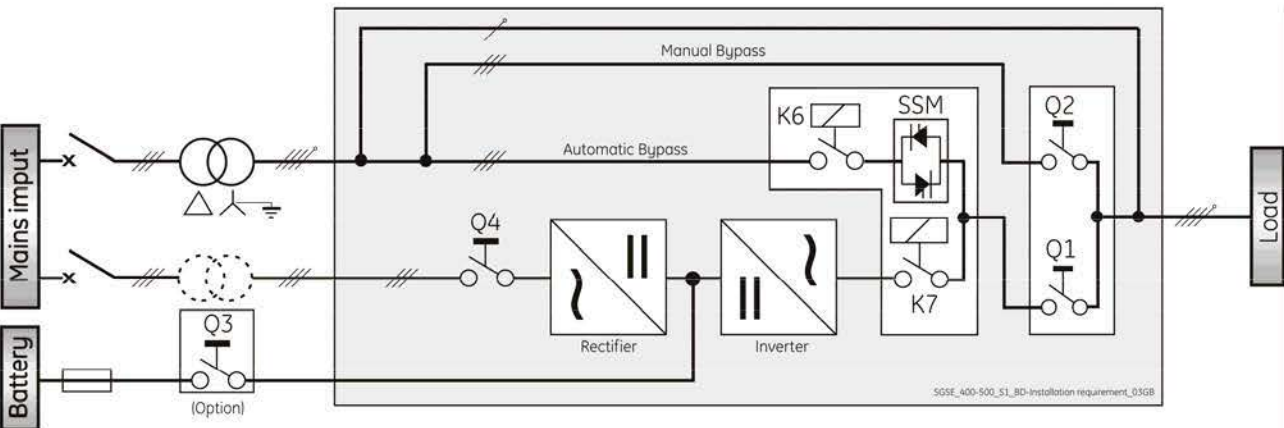 Manual Bypass
K6
SSM
Q2
Automatic Bypass
Mains imput
Load
Q4
Q1
K7
Q3
Rectifier
Inverter
Battery
(Option)
SGSE_400-500_S1_BD-Installation requirement_03GB